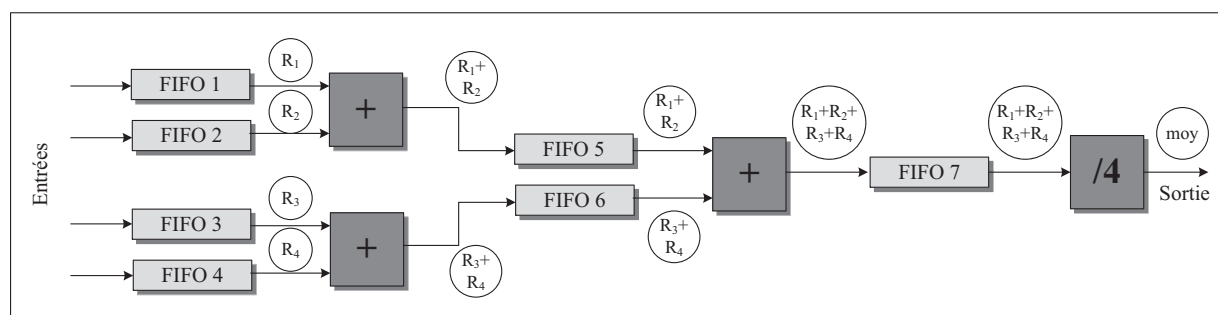 Entrées
FIFO 1
R1
+
R1+
R2
FIFO 2
R2
FIFO 3
R3
+
R3+
R4
FIFO 4
R4
FIFO 5
R1+
R2
FIFO 6
R3+
R4
+
R1+R2+
R3+R4
FIFO 7
R1+R2+
R3+R4
/4
moy
Sortie